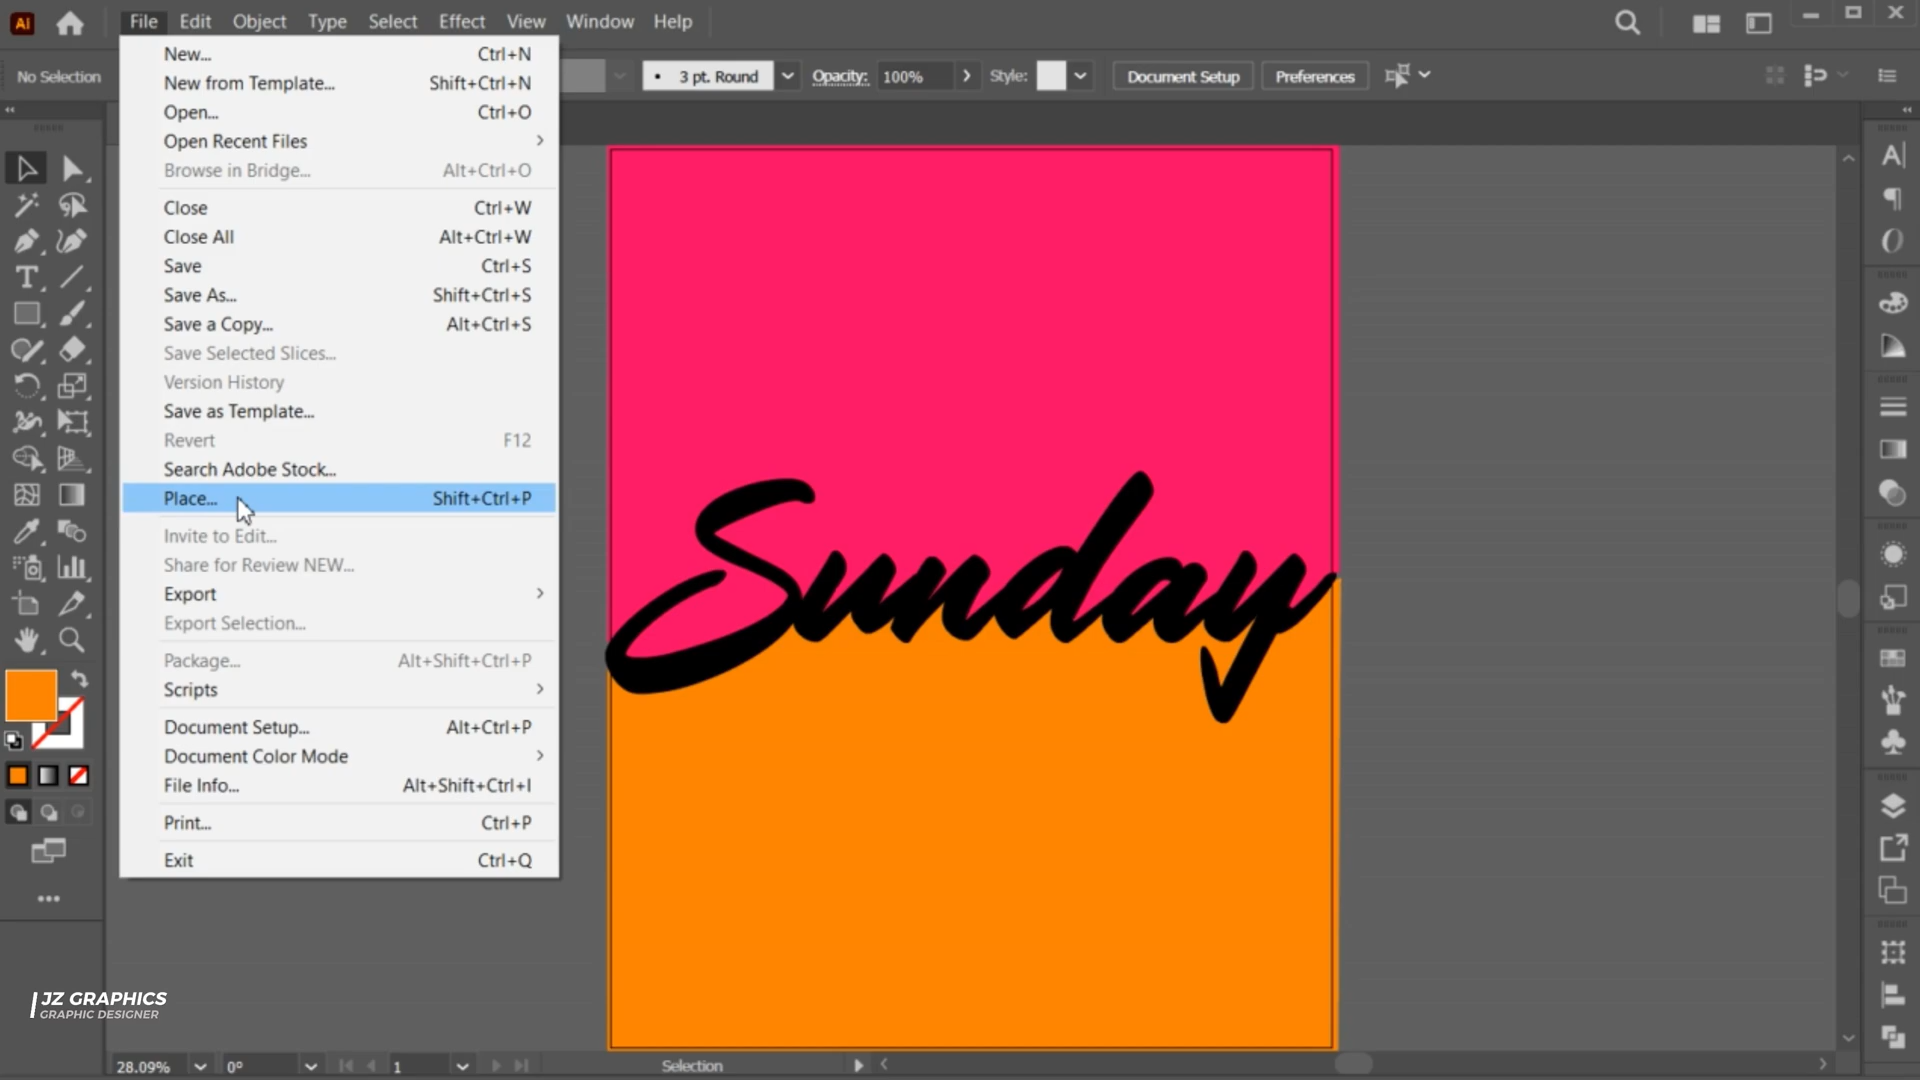 Ai File Edit Object Type Select Effect View Window Help
No Selection 3 pt. Round Opacity: 100% Style: Document Setup Preferences
New... Ctrl+N
New from Template... Shift+Ctrl+N
Open... Ctrl+O
Open Recent Files
Browse in Bridge... Alt+Ctrl+O
Close Ctrl+W
Close All Alt+Ctrl+W
Save Ctrl+S
Save As... Shift+Ctrl+S
Save a Copy... Alt+Ctrl+S
Save Selected Slices...
Version History
Save as Template...
Revert F12
Search Adobe Stock...
Place... Shift+Ctrl+P
Invite to Edit...
Share for Review NEW...
Export
Export Selection...
Package... Alt+Shift+Ctrl+P
Scripts
Document Setup... Alt+Ctrl+P
Document Color Mode
File Info... Alt+Shift+Ctrl+I
Print... Ctrl+P
Exit Ctrl+Q
Sunday
JZ GRAPHICS
GRAPHIC DESIGNER
28.09% 0° 1 Selection